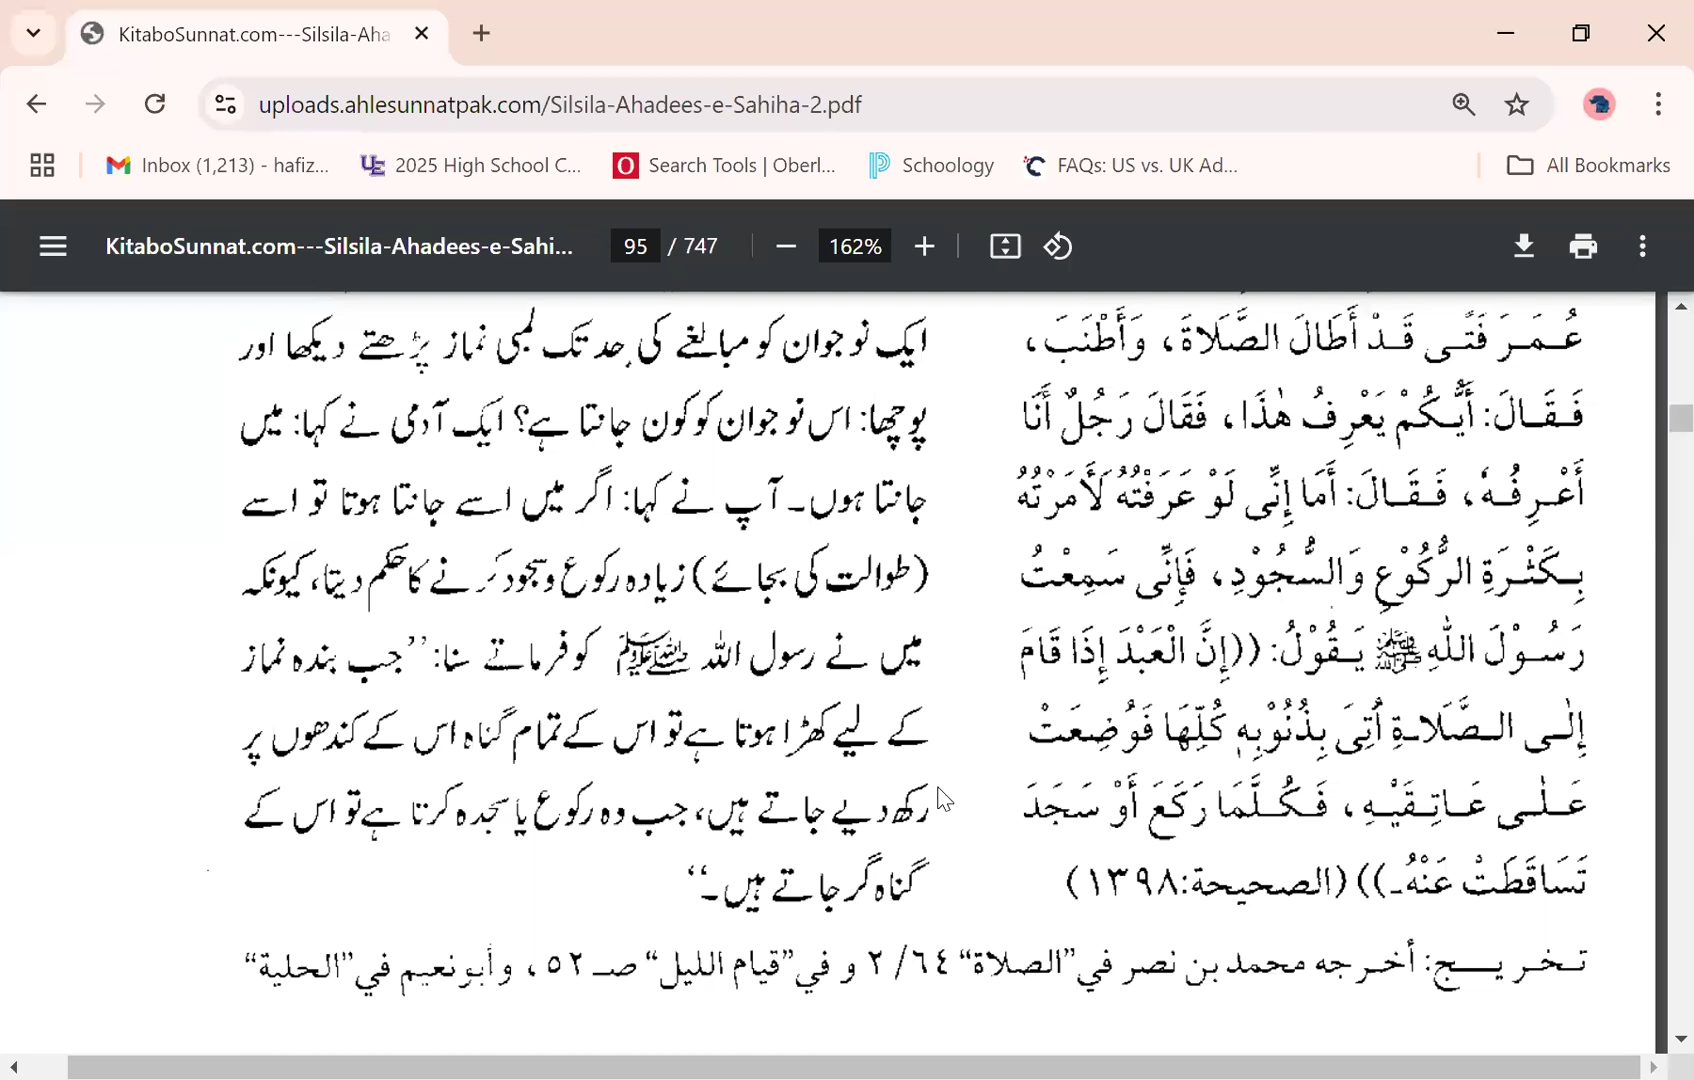 KitaboSunnat.com---Silsila-Aha
uploads.ahlesunnatpak.com/Silsila-Ahadees-e-Sahiha-2.pdf
Inbox (1,213) - hafiz... 2025 High School C... Search Tools | Oberl... Schoology FAQs: US vs. UK Ad... All Bookmarks
KitaboSunnat.com---Silsila-Ahadees-e-Sahi... 95 / 747 162%
عُمَرَ فَتًى قَدْ أَطَالَ الصَّلَاةَ، وَأَطْنَبَ،
فَقَالَ: أَيُّكُمْ يَعْرِفُ هٰذَا، فَقَالَ رَجُلٌ أَنَا
أَعْرِفُهٗ، فَقَالَ: أَمَا إِنِّى لَوْ عَرَفْتُهُ لَأَمَرْتُهُ
بِكَثْرَةِ الرُّكُوْعِ وَالسُّجُوْدِ، فَإِنِّى سَمِعْتُ
رَسُوْلَ اللهِ ﷺ يَقُوْلُ: ((إِنَّ الْعَبْدَ إِذَا قَامَ
إِلٰى الصَّلَاةِ أُتِىَ بِذُنُوْبِهٖ كُلِّهَا فَوُضِعَتْ
عَلٰى عَاتِقَيْهِ، فَكُلَّمَا رَكَعَ أَوْ سَجَدَ
تَسَاقَطَتْ عَنْهُ۔)) (الصحیحة:١٣٩٨)
ایک نوجوان کو مبالغے کی حد تک لمبی نماز پڑھتے دیکھا اور
پوچھا: اس نوجوان کو کون جانتا ہے؟ ایک آدمی نے کہا: میں
جانتا ہوں۔ آپ نے کہا: اگر میں اسے جانتا ہوتا تو اسے
(طوالت کی بجائے) زیادہ رکوع و سجود کرنے کا حکم دیتا، کیونکہ
میں نے رسول اللہ ﷺ کو فرماتے سنا: ’’جب بندہ نماز
کے لیے کھڑا ہوتا ہے تو اس کے تمام گناہ اس کے کندھوں پر
رکھ دیے جاتے ہیں، جب وہ رکوع یا سجدہ کرتا ہے تو اس کے
گناہ گر جاتے ہیں۔‘‘
تخریج: أخرجه محمد بن نصر في”الصلاة“ ٦٤/ ٢ و في”قيام الليل“ صـ ٥٢، وأبونعيم في”الحلية“